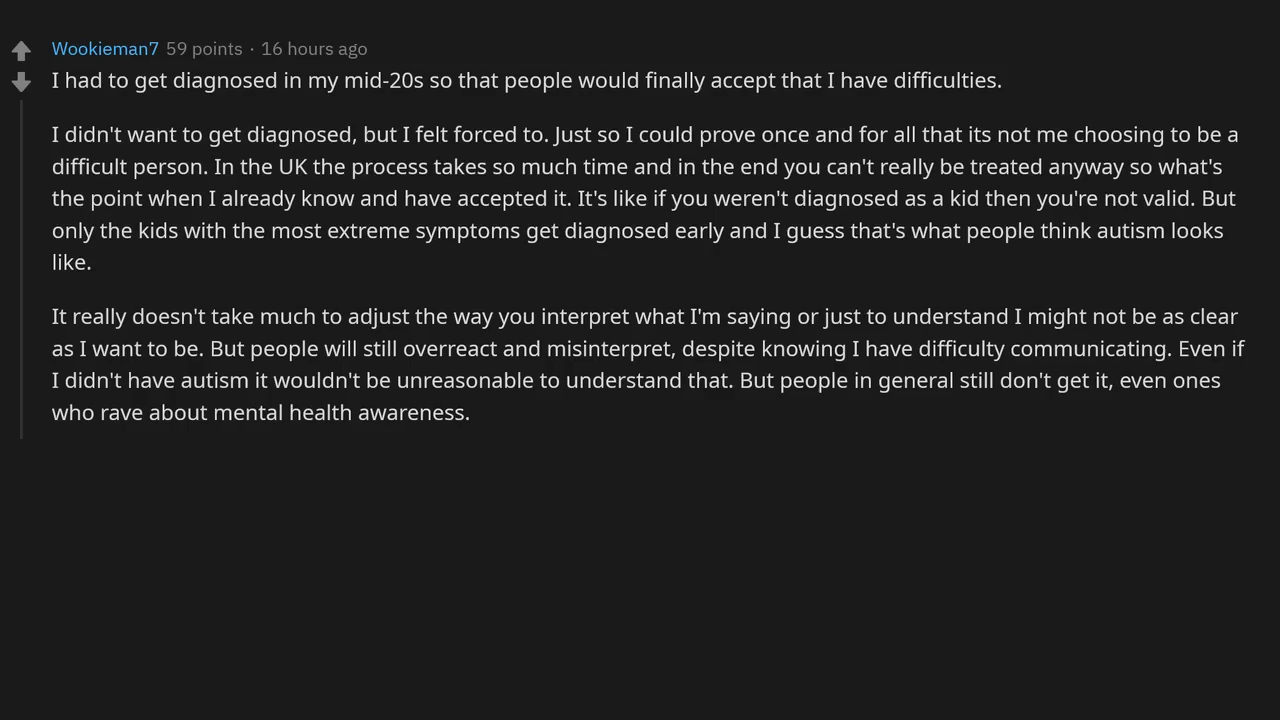 Wookieman7 59 points · 16 hours ago
I had to get diagnosed in my mid-20s so that people would finally accept that I have difficulties.
I didn't want to get diagnosed, but I felt forced to. Just so I could prove once and for all that its not me choosing to be a
difficult person. In the UK the process takes so much time and in the end you can't really be treated anyway so what's
the point when I already know and have accepted it. It's like if you weren't diagnosed as a kid then you're not valid. But
only the kids with the most extreme symptoms get diagnosed early and I guess that's what people think autism looks
like.
It really doesn't take much to adjust the way you interpret what I'm saying or just to understand I might not be as clear
as I want to be. But people will still overreact and misinterpret, despite knowing I have difficulty communicating. Even if
I didn't have autism it wouldn't be unreasonable to understand that. But people in general still don't get it, even ones
who rave about mental health awareness.